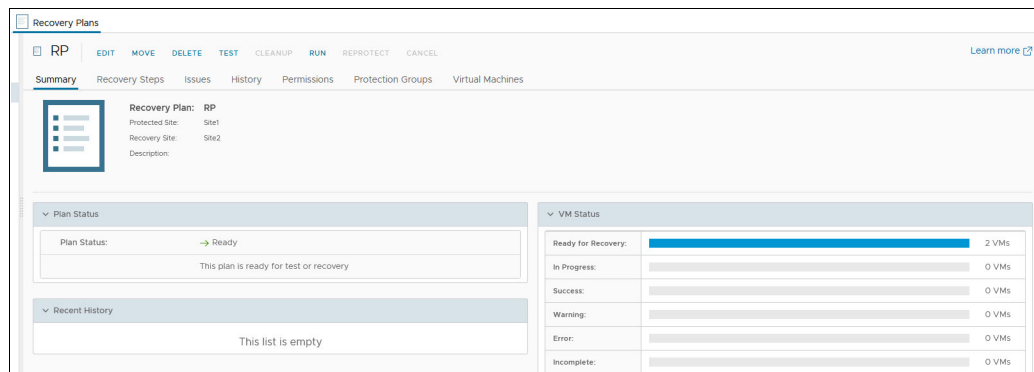 Recovery Plans
RP EDIT MOVE DELETE TEST CLEANUP RUN REPROTECT CANCEL Learn more
Summary Recovery Steps Issues History Permissions Protection Groups Virtual Machines
Recovery Plan: RP
Protected Site: Site1
Recovery Site: Site2
Description:
Plan Status
Plan Status: Ready
This plan is ready for test or recovery
Recent History
This list is empty
VM Status
Ready for Recovery: 2 VMs
In Progress: 0 VMs
Success: 0 VMs
Warning: 0 VMs
Error: 0 VMs
Incomplete: 0 VMs